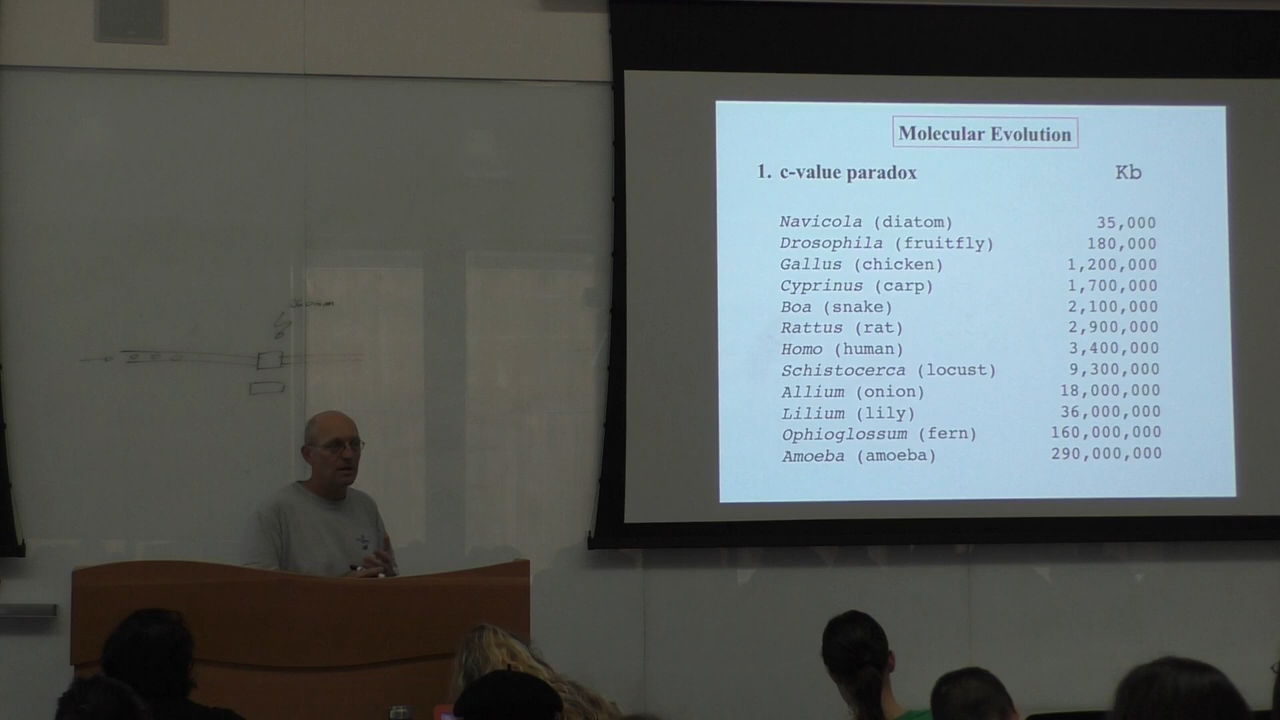 Molecular Evolution
1. c-value paradox Kb
Navicola (diatom) 35,000
Drosophila (fruitfly) 180,000
Gallus (chicken) 1,200,000
Cyprinus (carp) 1,700,000
Boa (snake) 2,100,000
Rattus (rat) 2,900,000
Homo (human) 3,400,000
Schistocerca (locust) 9,300,000
Allium (onion) 18,000,000
Lilium (lily) 36,000,000
Ophioglossum (fern) 160,000,000
Amoeba (amoeba) 290,000,000